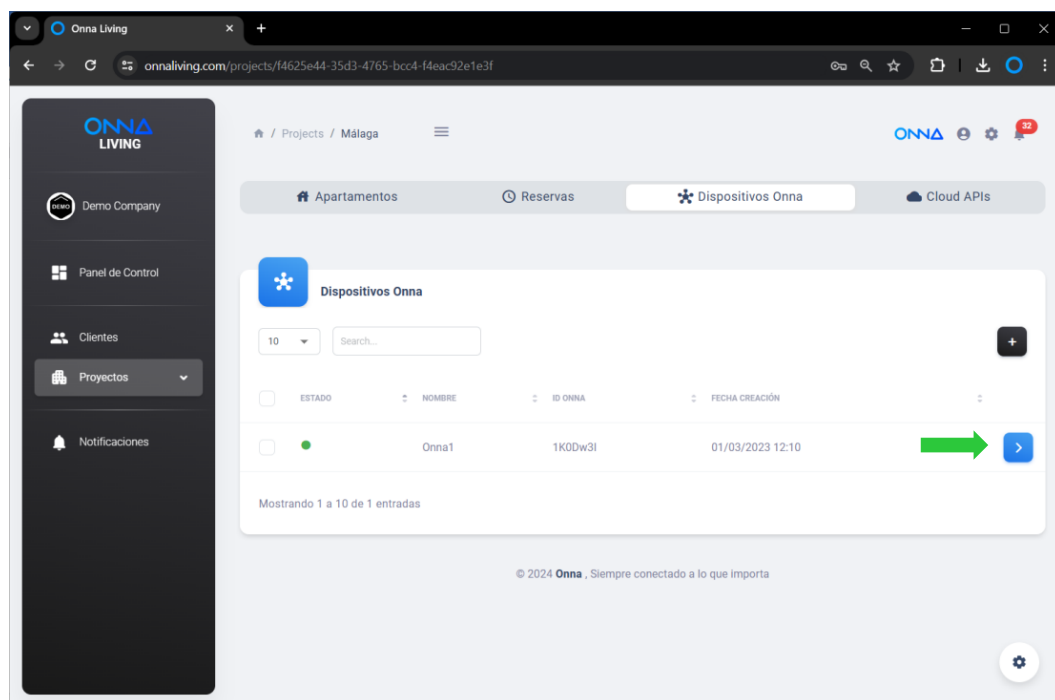 Onna Living
onnaliving.com/projects/f4625e44-35d3-4765-bcc4-f4eac92e1e3f
ONNA
LIVING
/ Projects / Málaga
ONNA
32
DEMO
Demo Company
Apartamentos
Reservas
Dispositivos Onna
Cloud APIs
Panel de Control
Dispositivos Onna
Clientes
10
Search...
+
Proyectos
ESTADO
NOMBRE
ID ONNA
FECHA CREACIÓN
Notificaciones
Onna1
1K0Dw3I
01/03/2023 12:10
Mostrando 1 a 10 de 1 entradas
© 2024 Onna , Siempre conectado a lo que importa